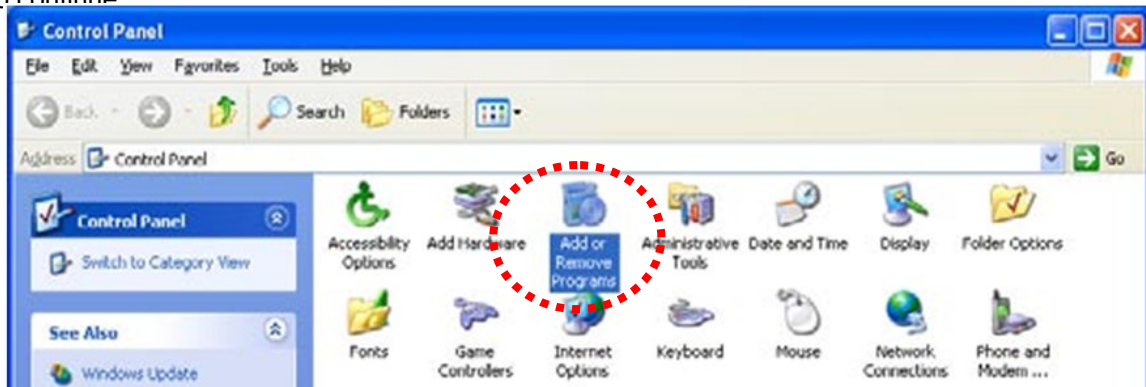 Control Panel
File Edit View Favorites Tools Help
Back Search Folders
Address Control Panel Go
Control Panel
Switch to Category View
See Also
Windows Update
Accessibility Options
Add Hardware
Add or Remove Programs
Administrative Tools
Date and Time
Display
Folder Options
Fonts
Game Controllers
Internet Options
Keyboard
Mouse
Network Connections
Phone and Modem ...